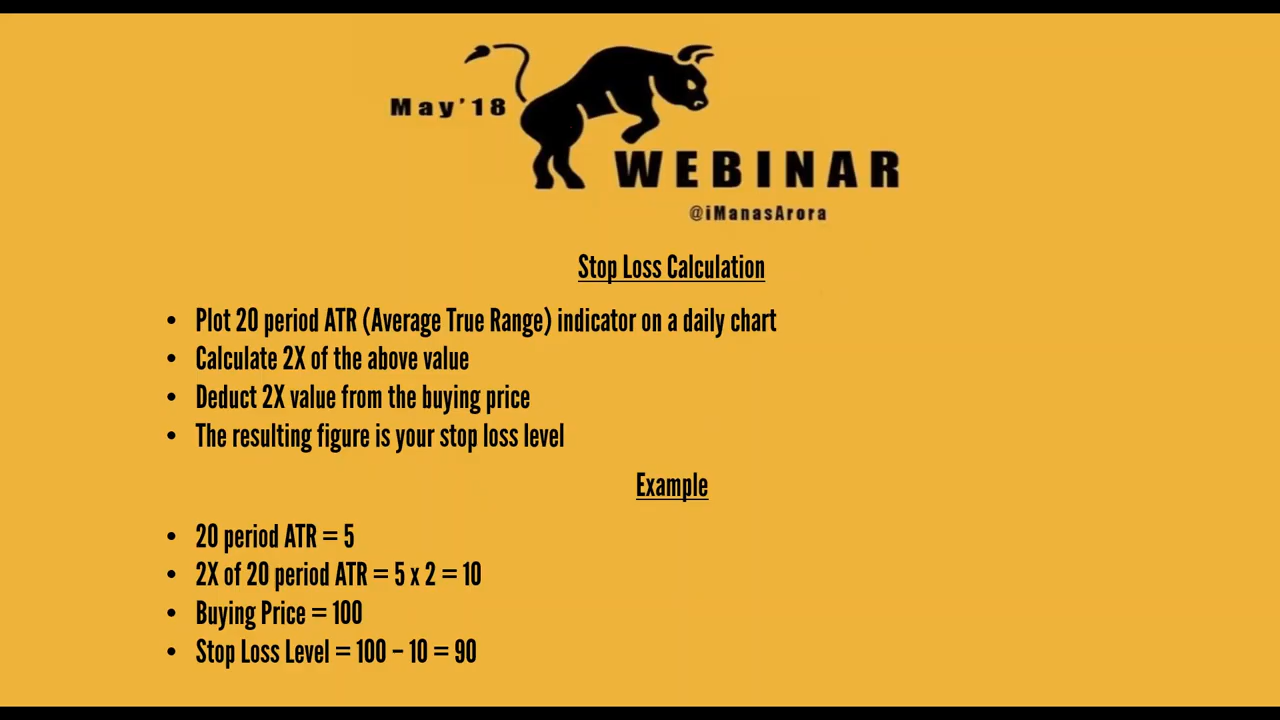 May'18
WEBINAR
@iManasArora
Stop Loss Calculation
• Plot 20 period ATR (Average True Range) indicator on a daily chart
• Calculate 2X of the above value
• Deduct 2X value from the buying price
• The resulting figure is your stop loss level
Example
• 20 period ATR = 5
• 2X of 20 period ATR = 5 x 2 = 10
• Buying Price = 100
• Stop Loss Level = 100 – 10 = 90